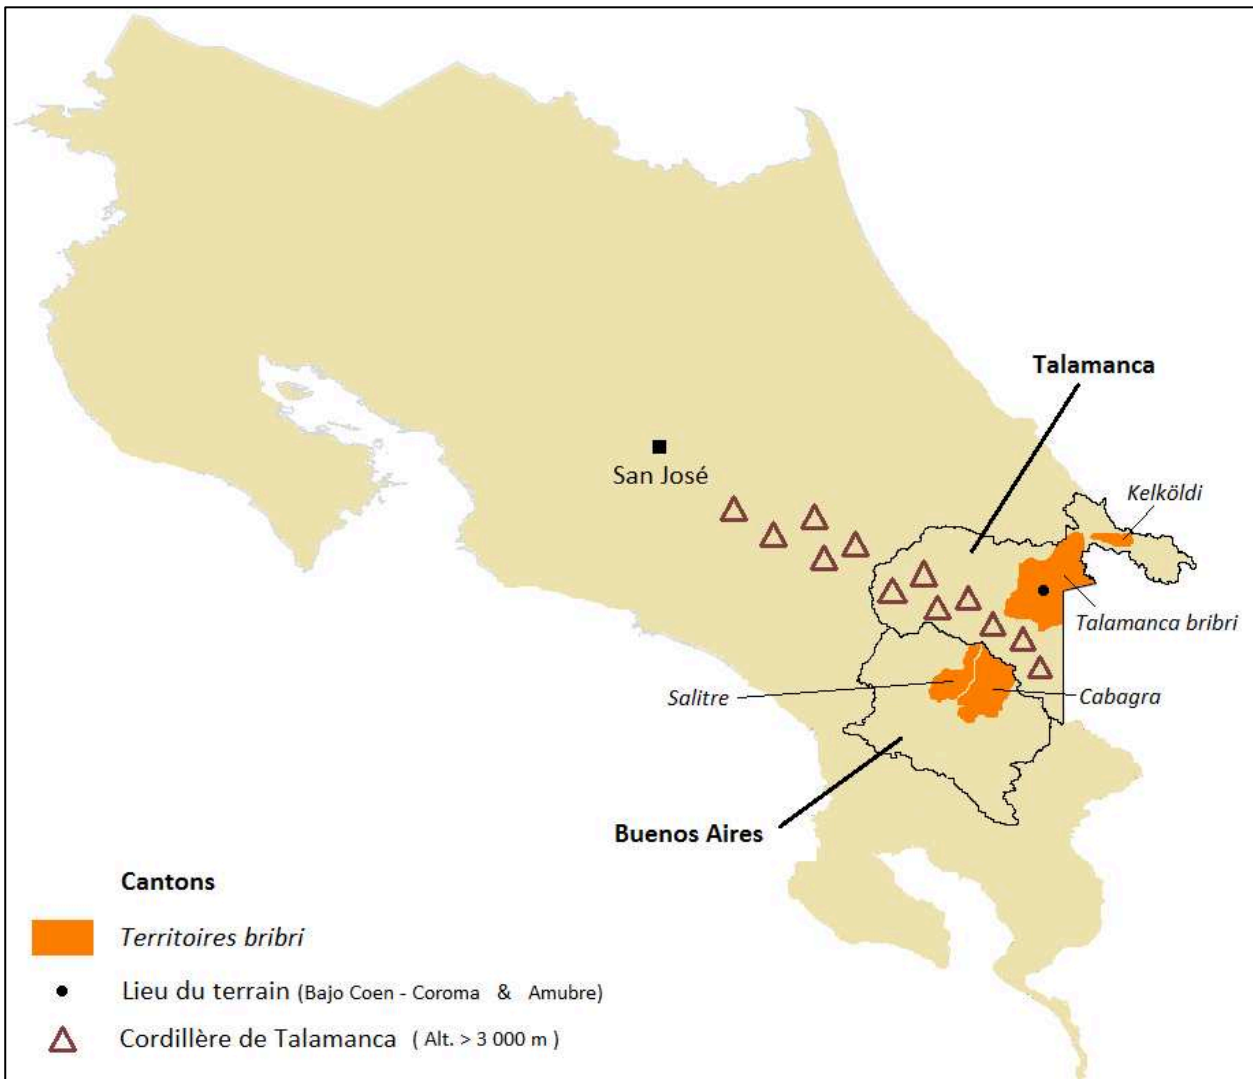 Talamanca
San José
Kelköldi
Talamanca bribri
Salitre
Cabagra
Buenos Aires
Cantons
Territoires bribri
Lieu du terrain (Bajo Coen - Coroma & Amubre)
Cordillère de Talamanca ( Alt. > 3 000 m )